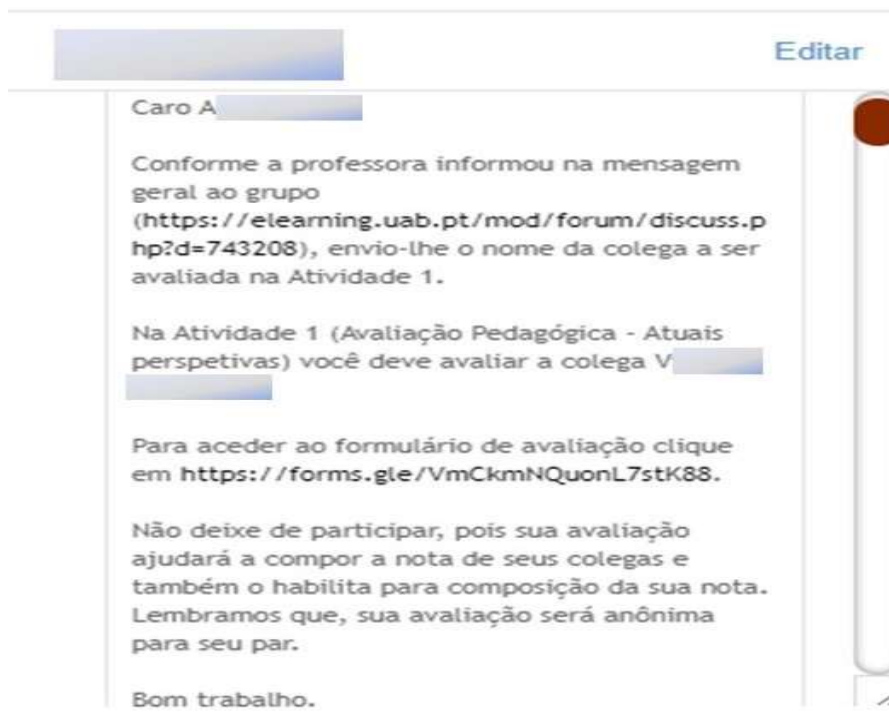 Editar
Caro A
Conforme a professora informou na mensagem
geral ao grupo
(https://elearning.uab.pt/mod/forum/discuss.p
hp?d=743208), envio-lhe o nome da colega a ser
avaliada na Atividade 1.
Na Atividade 1 (Avaliação Pedagógica - Atuais
perspetivas) você deve avaliar a colega V
Para aceder ao formulário de avaliação clique
em https://forms.gle/VmCkmNQuonL7stK88.
Não deixe de participar, pois sua avaliação
ajudará a compor a nota de seus colegas e
também o habilita para composição da sua nota.
Lembramos que, sua avaliação será anônima
para seu par.
Bom trabalho.